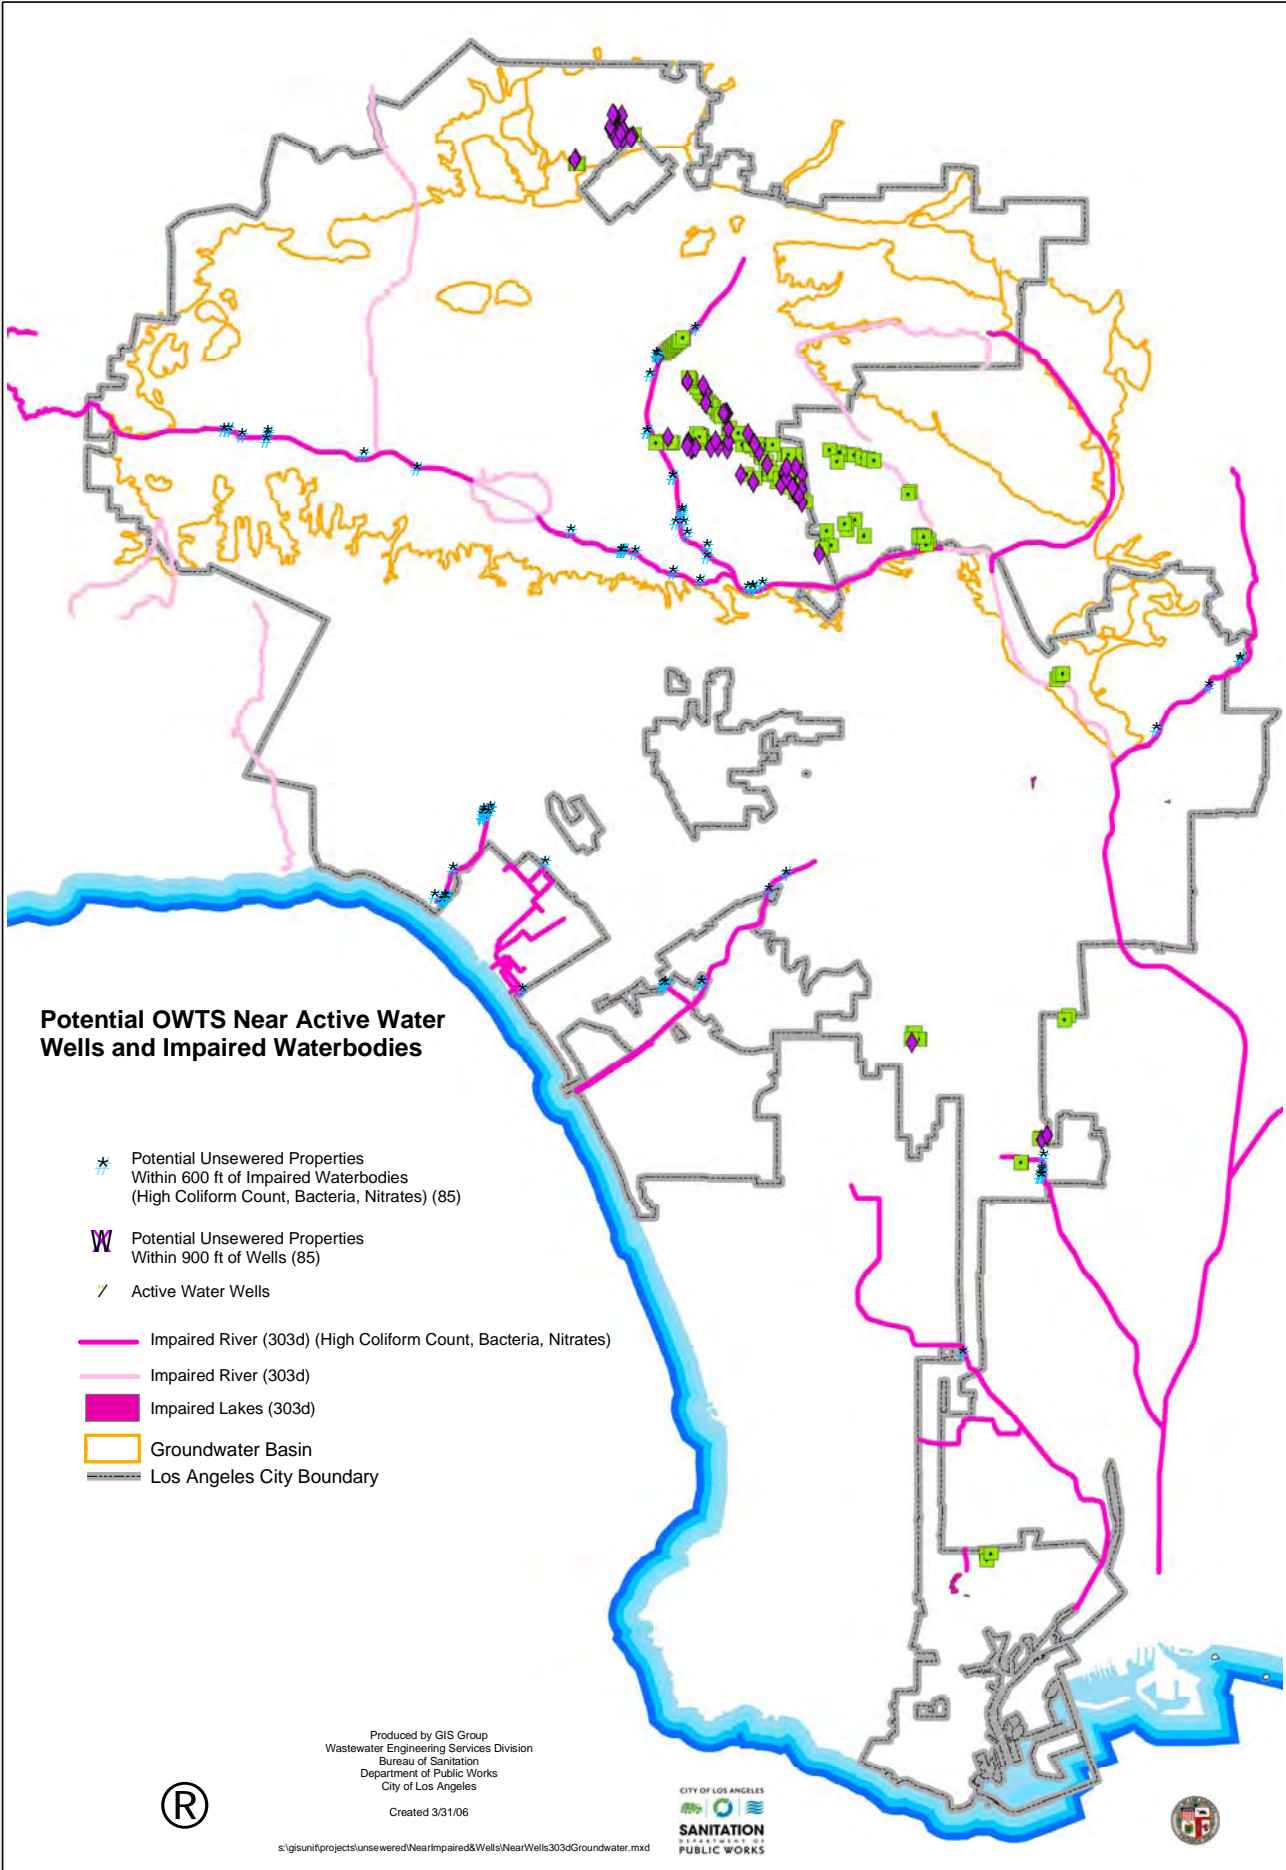 Potential OWTS Near Active Water
Wells and Impaired Waterbodies
Potential Unsewered Properties
Within 600 ft of Impaired Waterbodies
(High Coliform Count, Bacteria, Nitrates) (85)
Potential Unsewered Properties
Within 900 ft of Wells (85)
Active Water Wells
Impaired River (303d) (High Coliform Count, Bacteria, Nitrates)
Impaired River (303d)
Impaired Lakes (303d)
Groundwater Basin
Los Angeles City Boundary
Produced by GIS Group
Wastewater Engineering Services Division
Bureau of Sanitation
Department of Public Works
City of Los Angeles
Created 3/31/06
s:\gisunit\projects\unsewered\NearImpaired&Wells\NearWells303dGroundwater.mxd
®
CITY OF LOS ANGELES
SANITATION
DEPARTMENT OF
PUBLIC WORKS